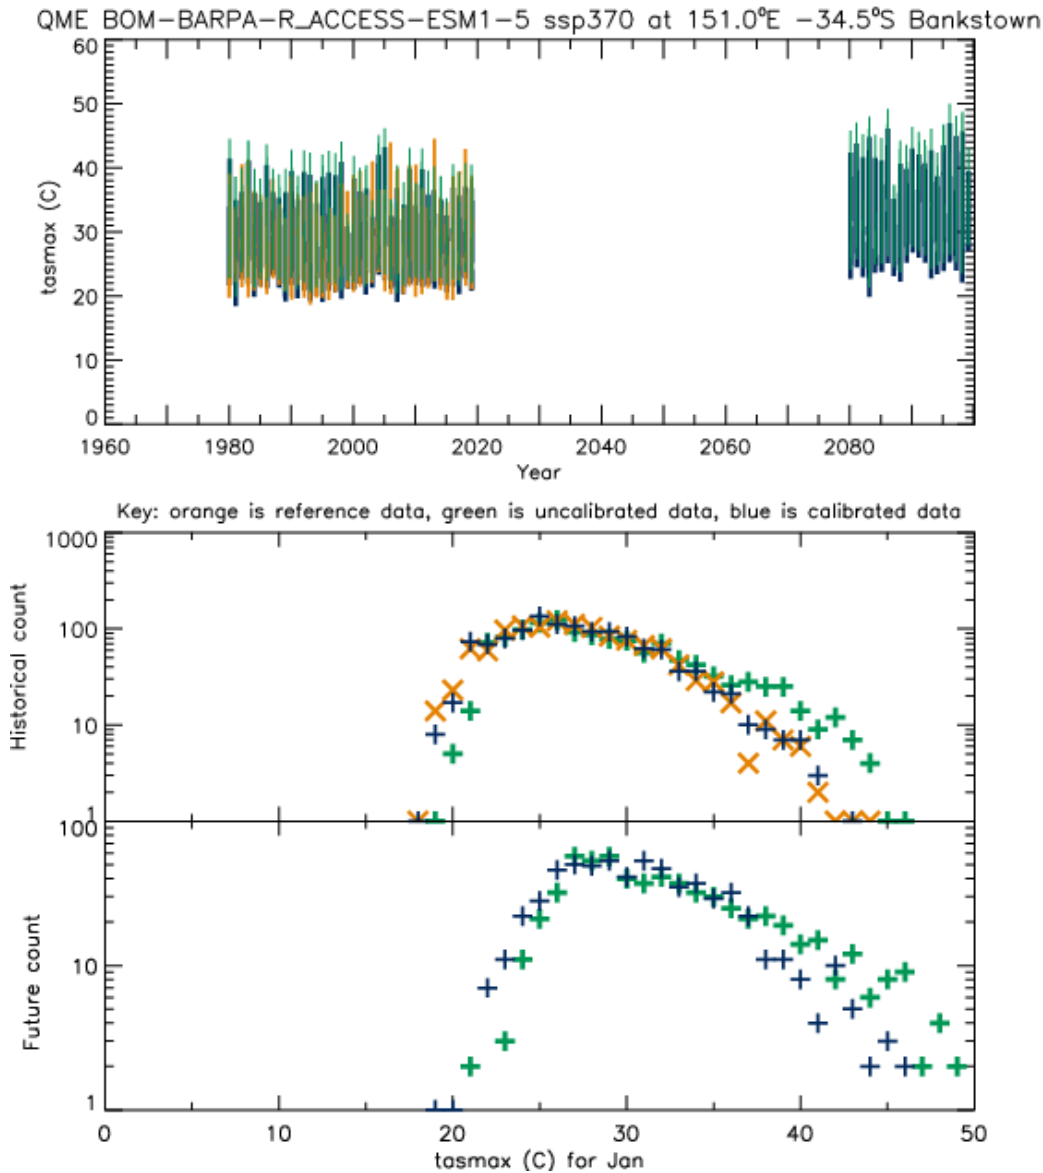 QME BOM-BARPA-R_ACCESS-ESM1-5 ssp370 at 151.0°E -34.5°S Bankstown
60
50
40
30
20
10
0
tasmax (C)
1960 1980 2000 2020 2040 2060 2080
Year
Key: orange is reference data, green is uncalibrated data, blue is calibrated data
1000
100
10
1
Historical count
100
10
1
Future count
0 20 30 40 50
tasmax (C) for Jan